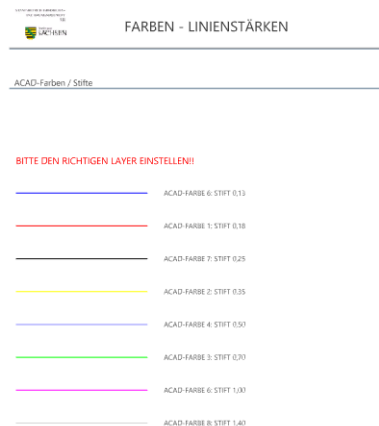 FARBEN - LINIENSTÄRKEN
SACHSEN
ACAD-Farben / Stifte
BITTE DEN RICHTIGEN LAYER EINSTELLEN!!
ACAD-FARBE 6: STIFT 0,13
ACAD-FARBE 1: STIFT 0,18
ACAD-FARBE 7: STIFT 0,25
ACAD-FARBE 2: STIFT 0,35
ACAD-FARBE 4: STIFT 0,50
ACAD-FARBE 3: STIFT 0,70
ACAD-FARBE 6: STIFT 1,00
ACAD-FARBE 8: STIFT 1,40